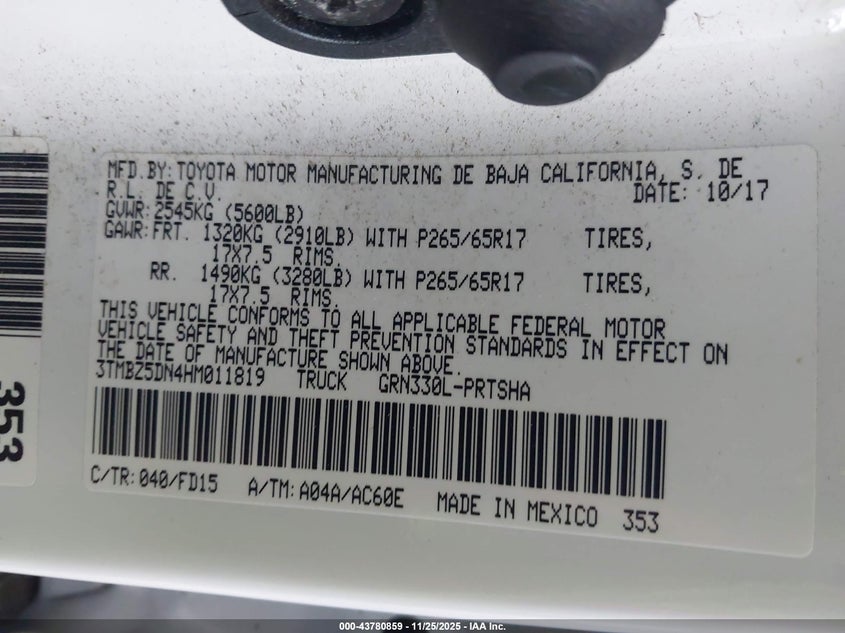 MFD.BY:TOYOTA MOTOR MANUFACTURING DE BAJA CALIFORNIA, S. DE
R.L. DE C.V. DATE: 10/17
GVWR:2545KG (5600LB)
GAWR:FRT. 1320KG (2910LB) WITH P265/65R17 TIRES,
17X7.5 RIMS.
RR. 1490KG (3280LB) WITH P265/65R17 TIRES,
17X7.5 RIMS.
THIS VEHICLE CONFORMS TO ALL APPLICABLE FEDERAL MOTOR
VEHICLE SAFETY AND THEFT PREVENTION STANDARDS IN EFFECT ON
THE DATE OF MANUFACTURE SHOWN ABOVE.
3TMBZ5DN4HM011819 TRUCK GRN330L-PRTSHA
C/TR:040/FD15 A/TM:A04A/AC60E MADE IN MEXICO 353
353
000-43780859 - 11/25/2025 - IAA Inc.